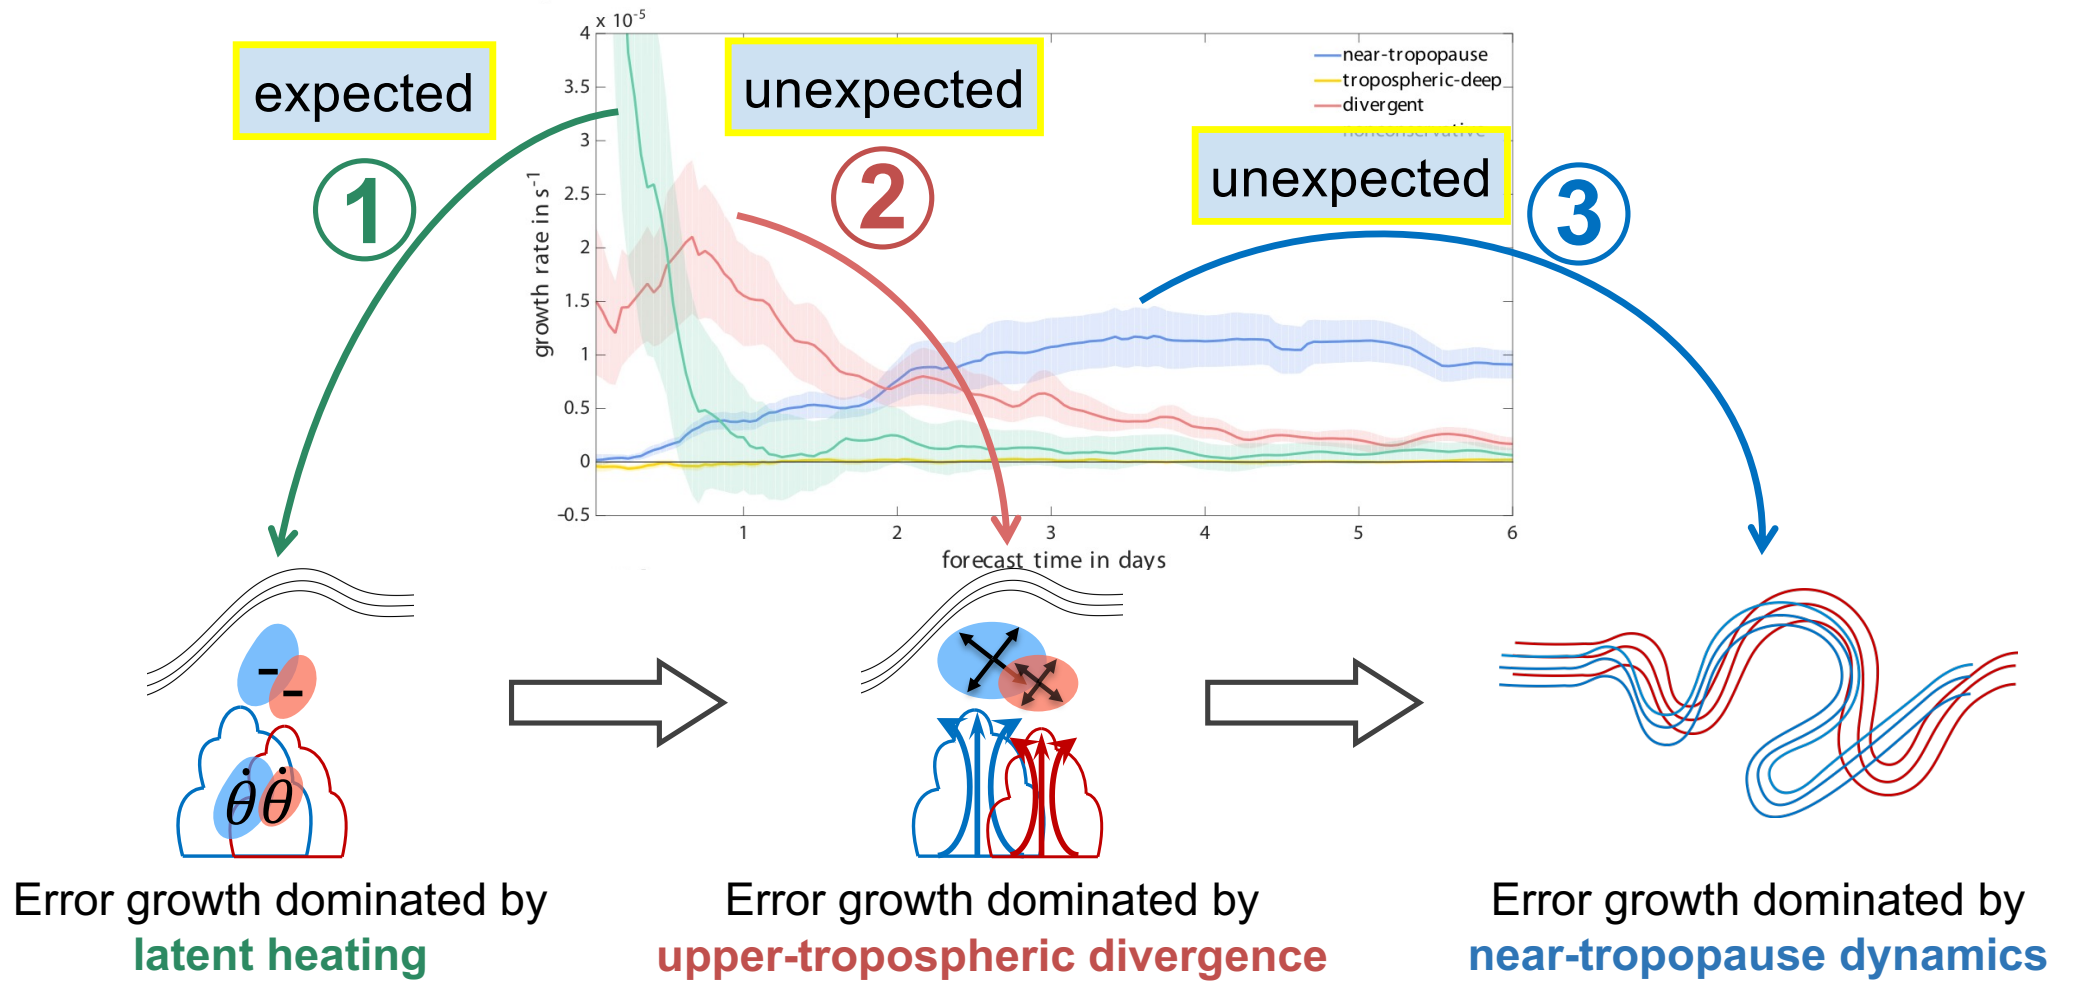 expected
unexpected
unexpected
1
2
3
x 10⁻⁵
4
3.5
3
2.5
2
1.5
1
0.5
0
-0.5
growth rate in s⁻¹
near-tropopause
tropospheric-deep
divergent
nonconservative
1 2 3 4 5 6
forecast time in days
- -
θ̇ θ̇
Error growth dominated by
latent heating
Error growth dominated by
upper-tropospheric divergence
Error growth dominated by
near-tropopause dynamics